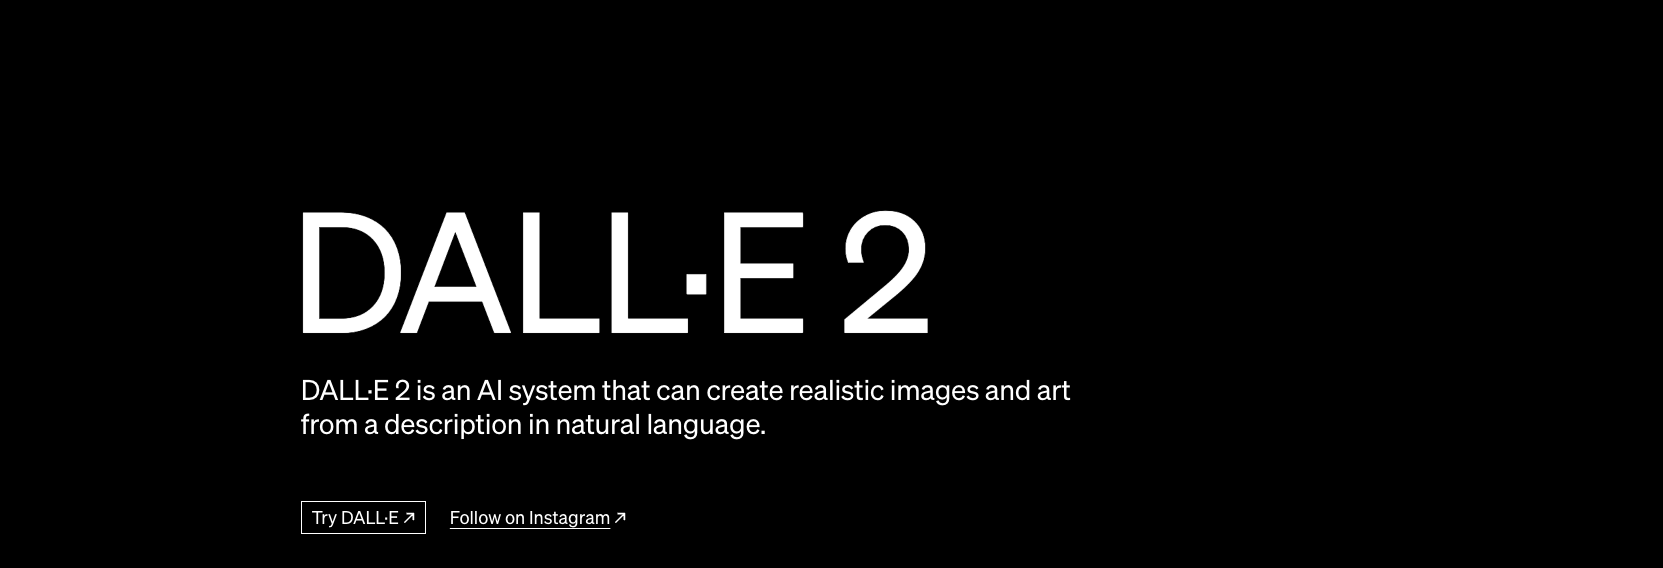 DALL·E 2
DALL·E 2 is an AI system that can create realistic images and art
from a description in natural language.
Try DALL·E ↗ Follow on Instagram ↗